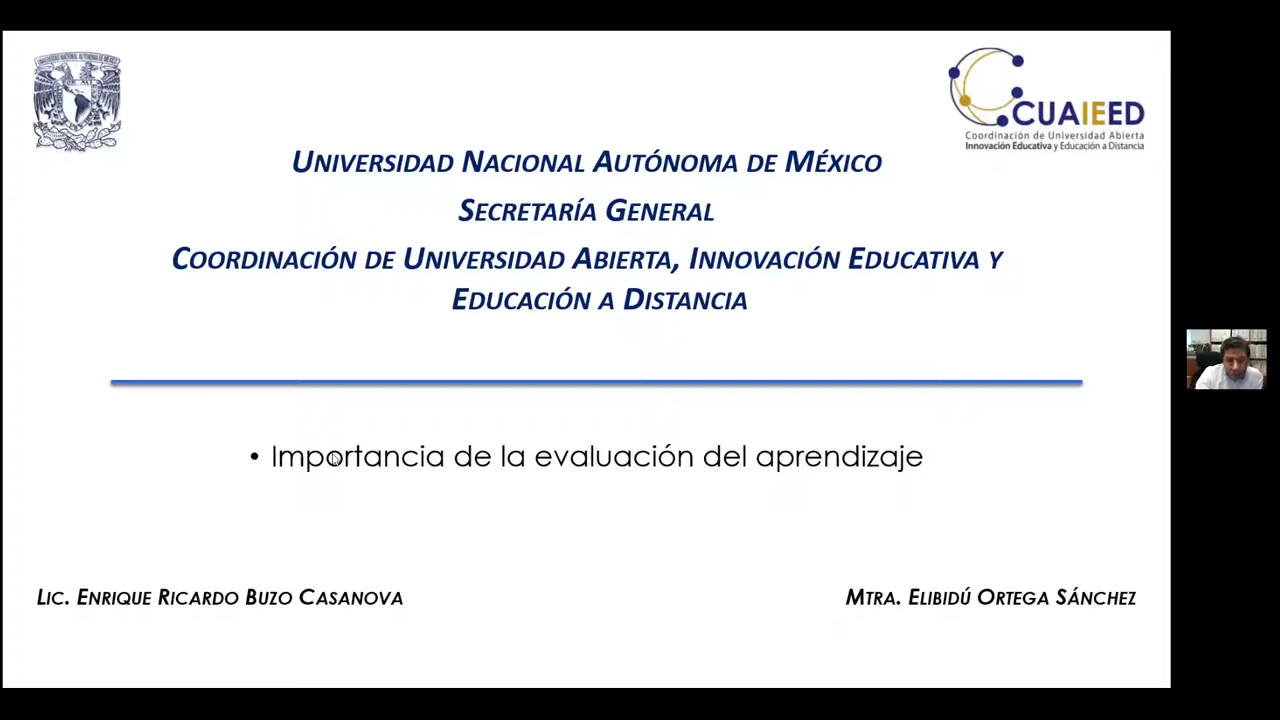 CUAIEED
Coordinación de Universidad Abierta
Innovación Educativa y Educación a Distancia
UNIVERSIDAD NACIONAL AUTÓNOMA DE MÉXICO
SECRETARÍA GENERAL
COORDINACIÓN DE UNIVERSIDAD ABIERTA, INNOVACIÓN EDUCATIVA Y
EDUCACIÓN A DISTANCIA
• Importancia de la evaluación del aprendizaje
LIC. ENRIQUE RICARDO BUZO CASANOVA
MTRA. ELIBIDÚ ORTEGA SÁNCHEZ